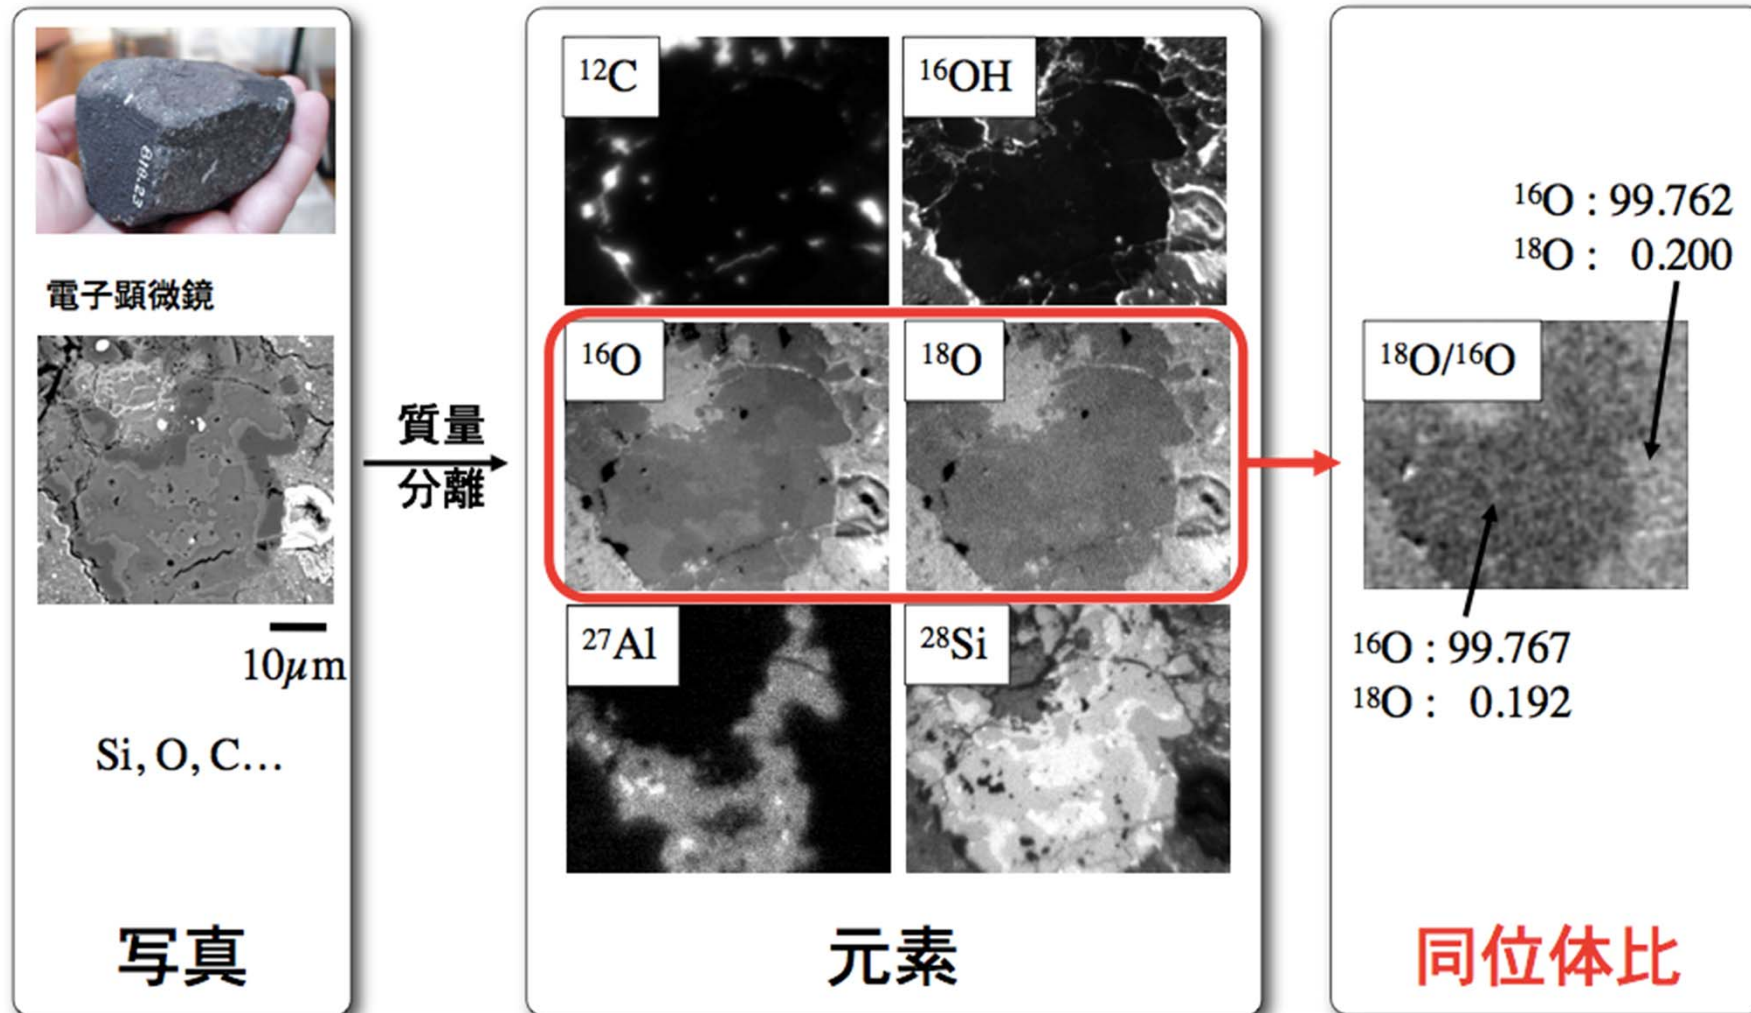 818.23
電子顕微鏡
10μm
Si, O, C...
写真
質量
分離
12C
16OH
16O
18O
27Al
28Si
元素
16O : 99.762
18O : 0.200
18O/16O
16O : 99.767
18O : 0.192
同位体比